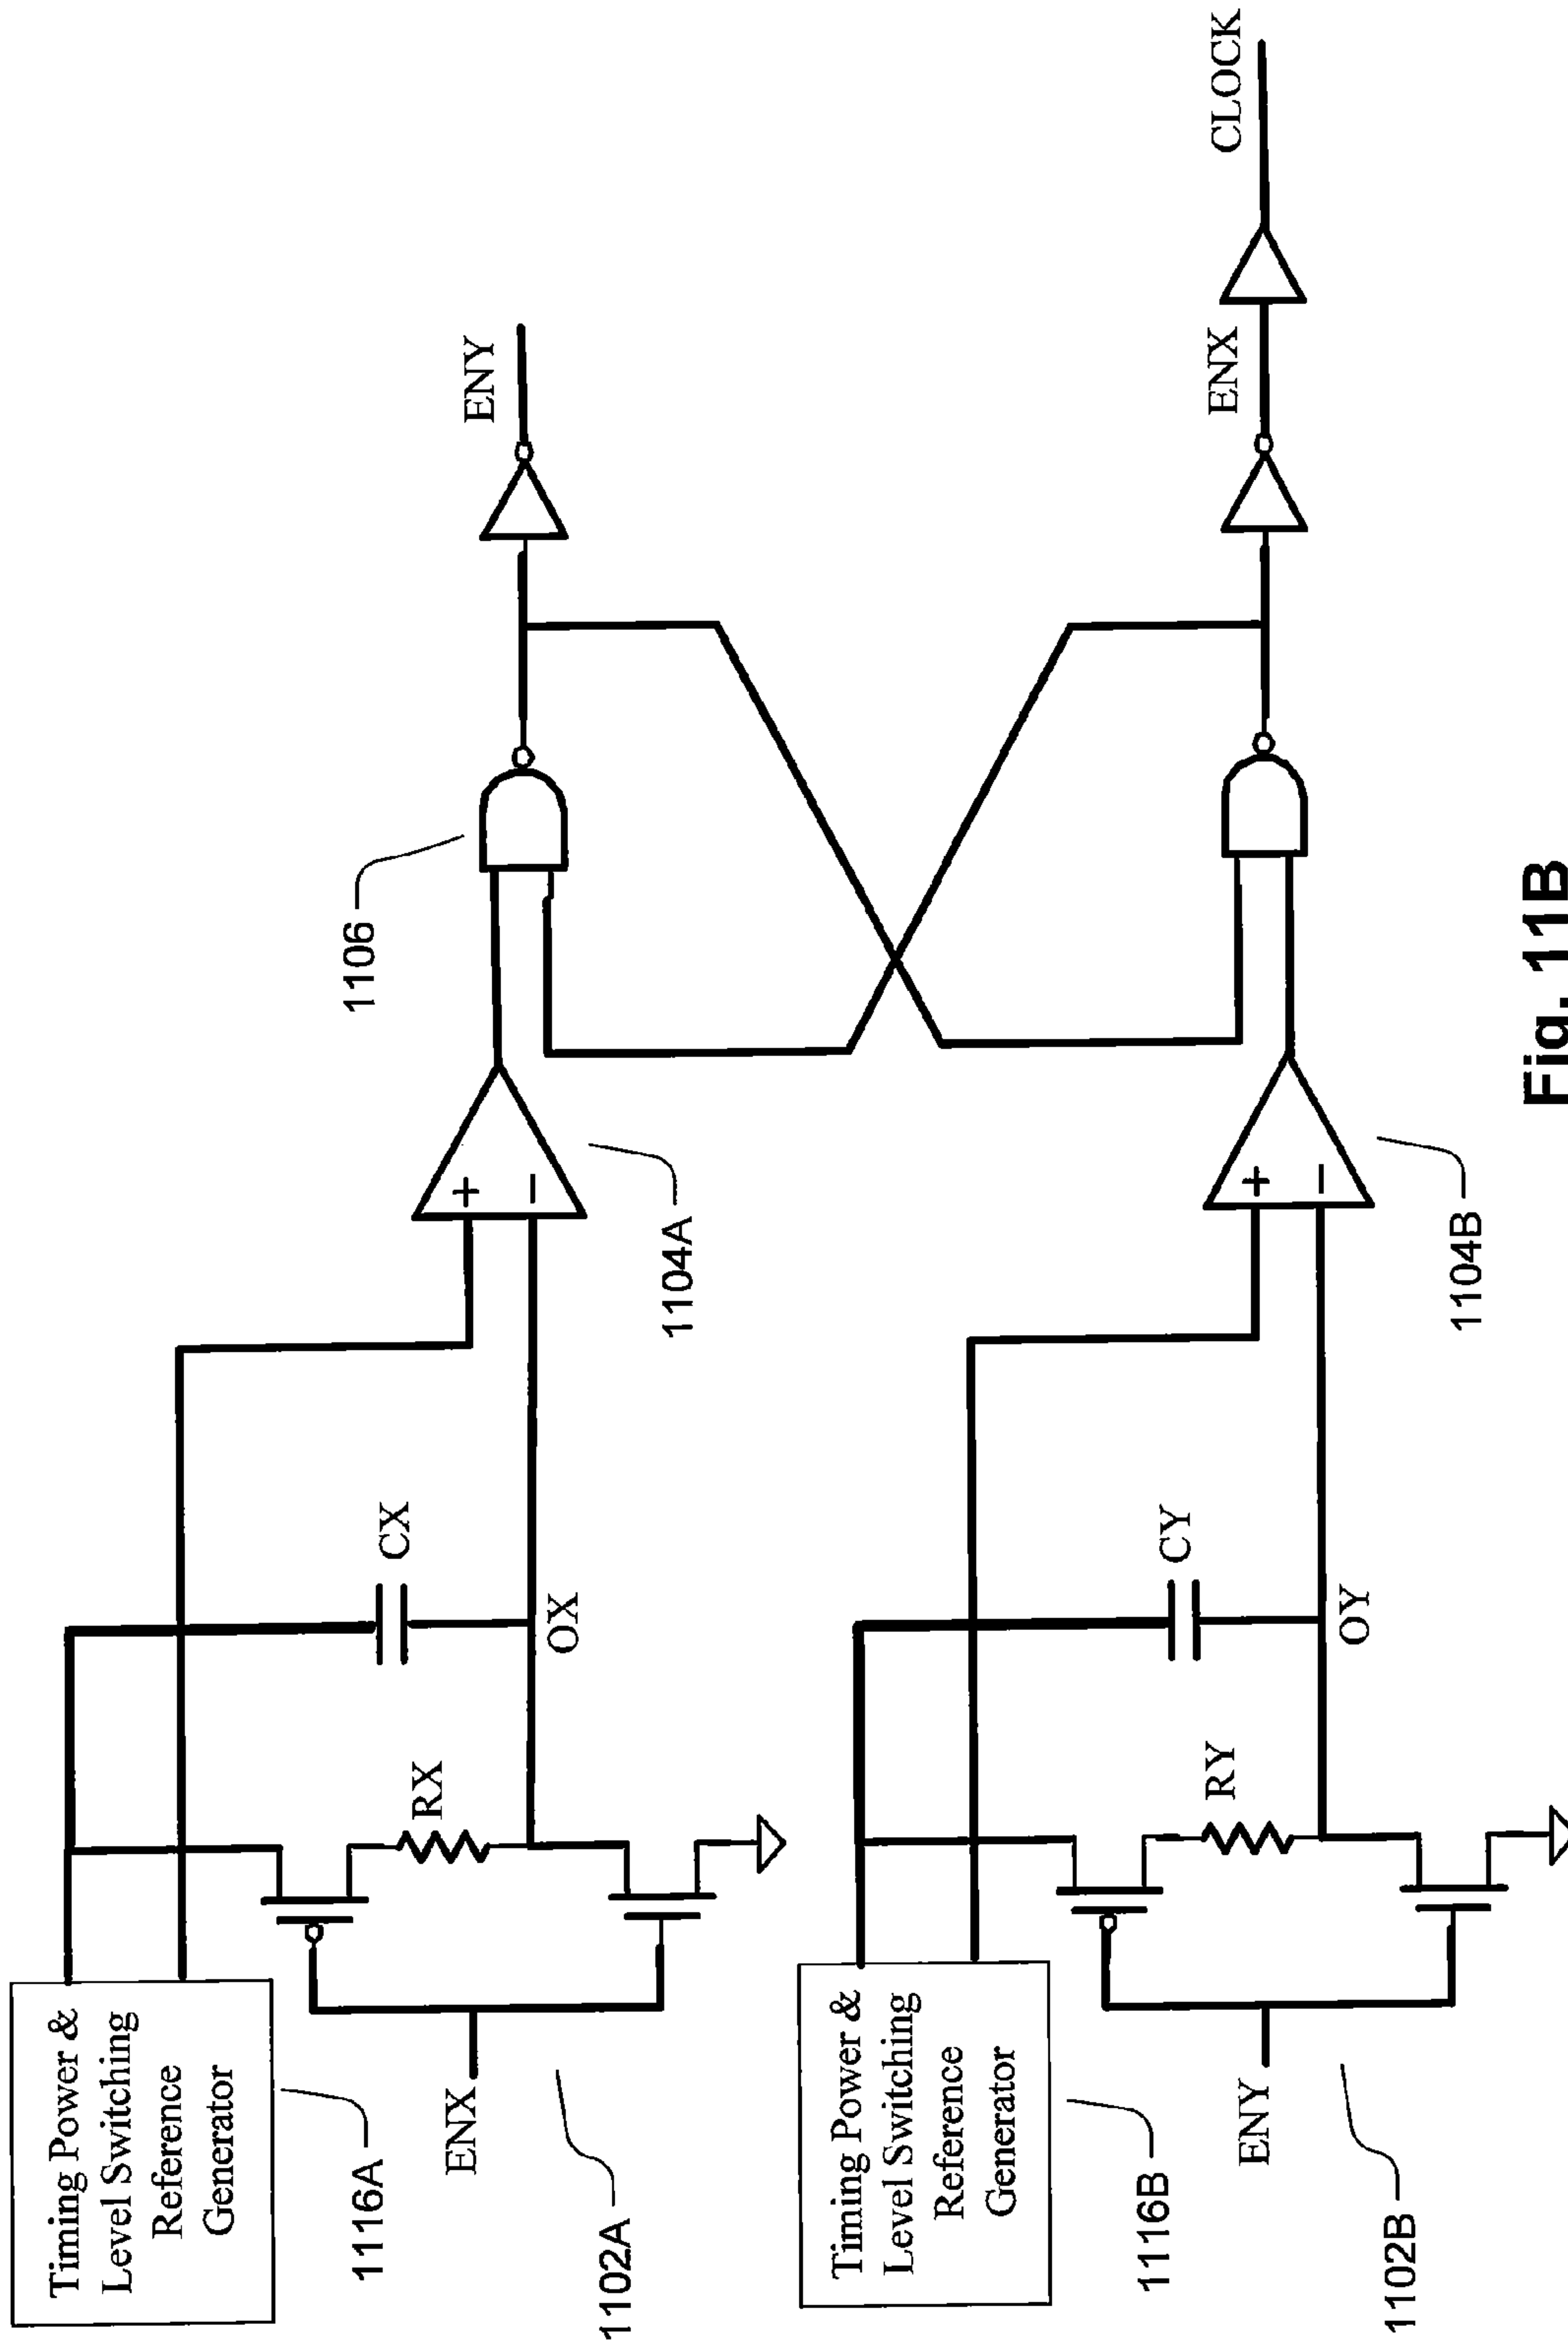 Timing Power &
Level Switching
Reference
Generator
1116A
ENX
1102A
RX
CX
OX
+
−
1104A
1106
ENY
Timing Power &
Level Switching
Reference
Generator
1116B
ENY
1102B
RY
CY
OY
+
−
1104B
ENX
CLOCK
Fig. 11B